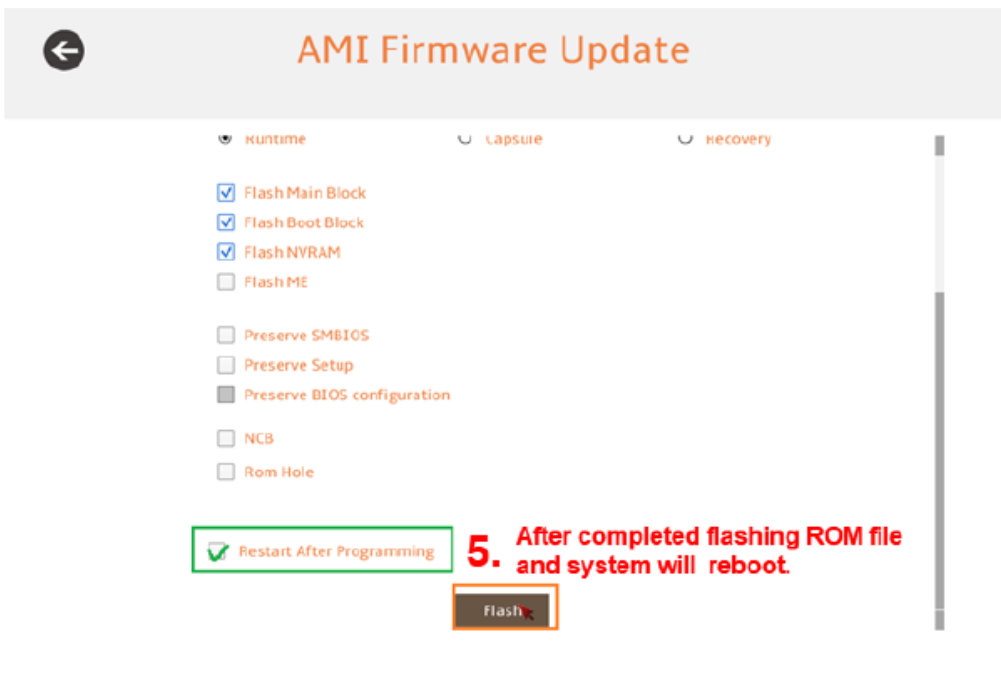 AMI Firmware Update
Runtime Capsule Recovery
Flash Main Block
Flash Boot Block
Flash NVRAM
Flash ME
Preserve SMBIOS
Preserve Setup
Preserve BIOS configuration
NCB
Rom Hole
Restart After Programming
5. After completed flashing ROM file
and system will reboot.
Flash